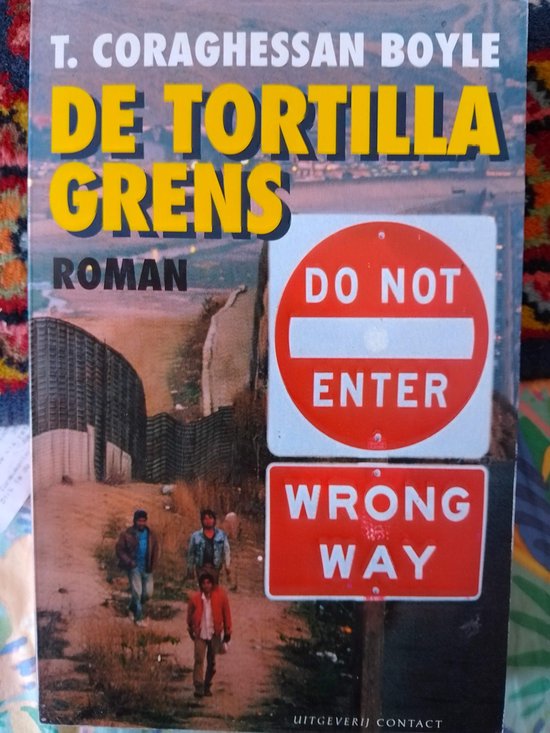 T. CORAGHESSAN BOYLE
DE TORTILLA
GRENS
ROMAN
DO NOT
ENTER
WRONG
WAY
UITGEVERIJ CONTACT